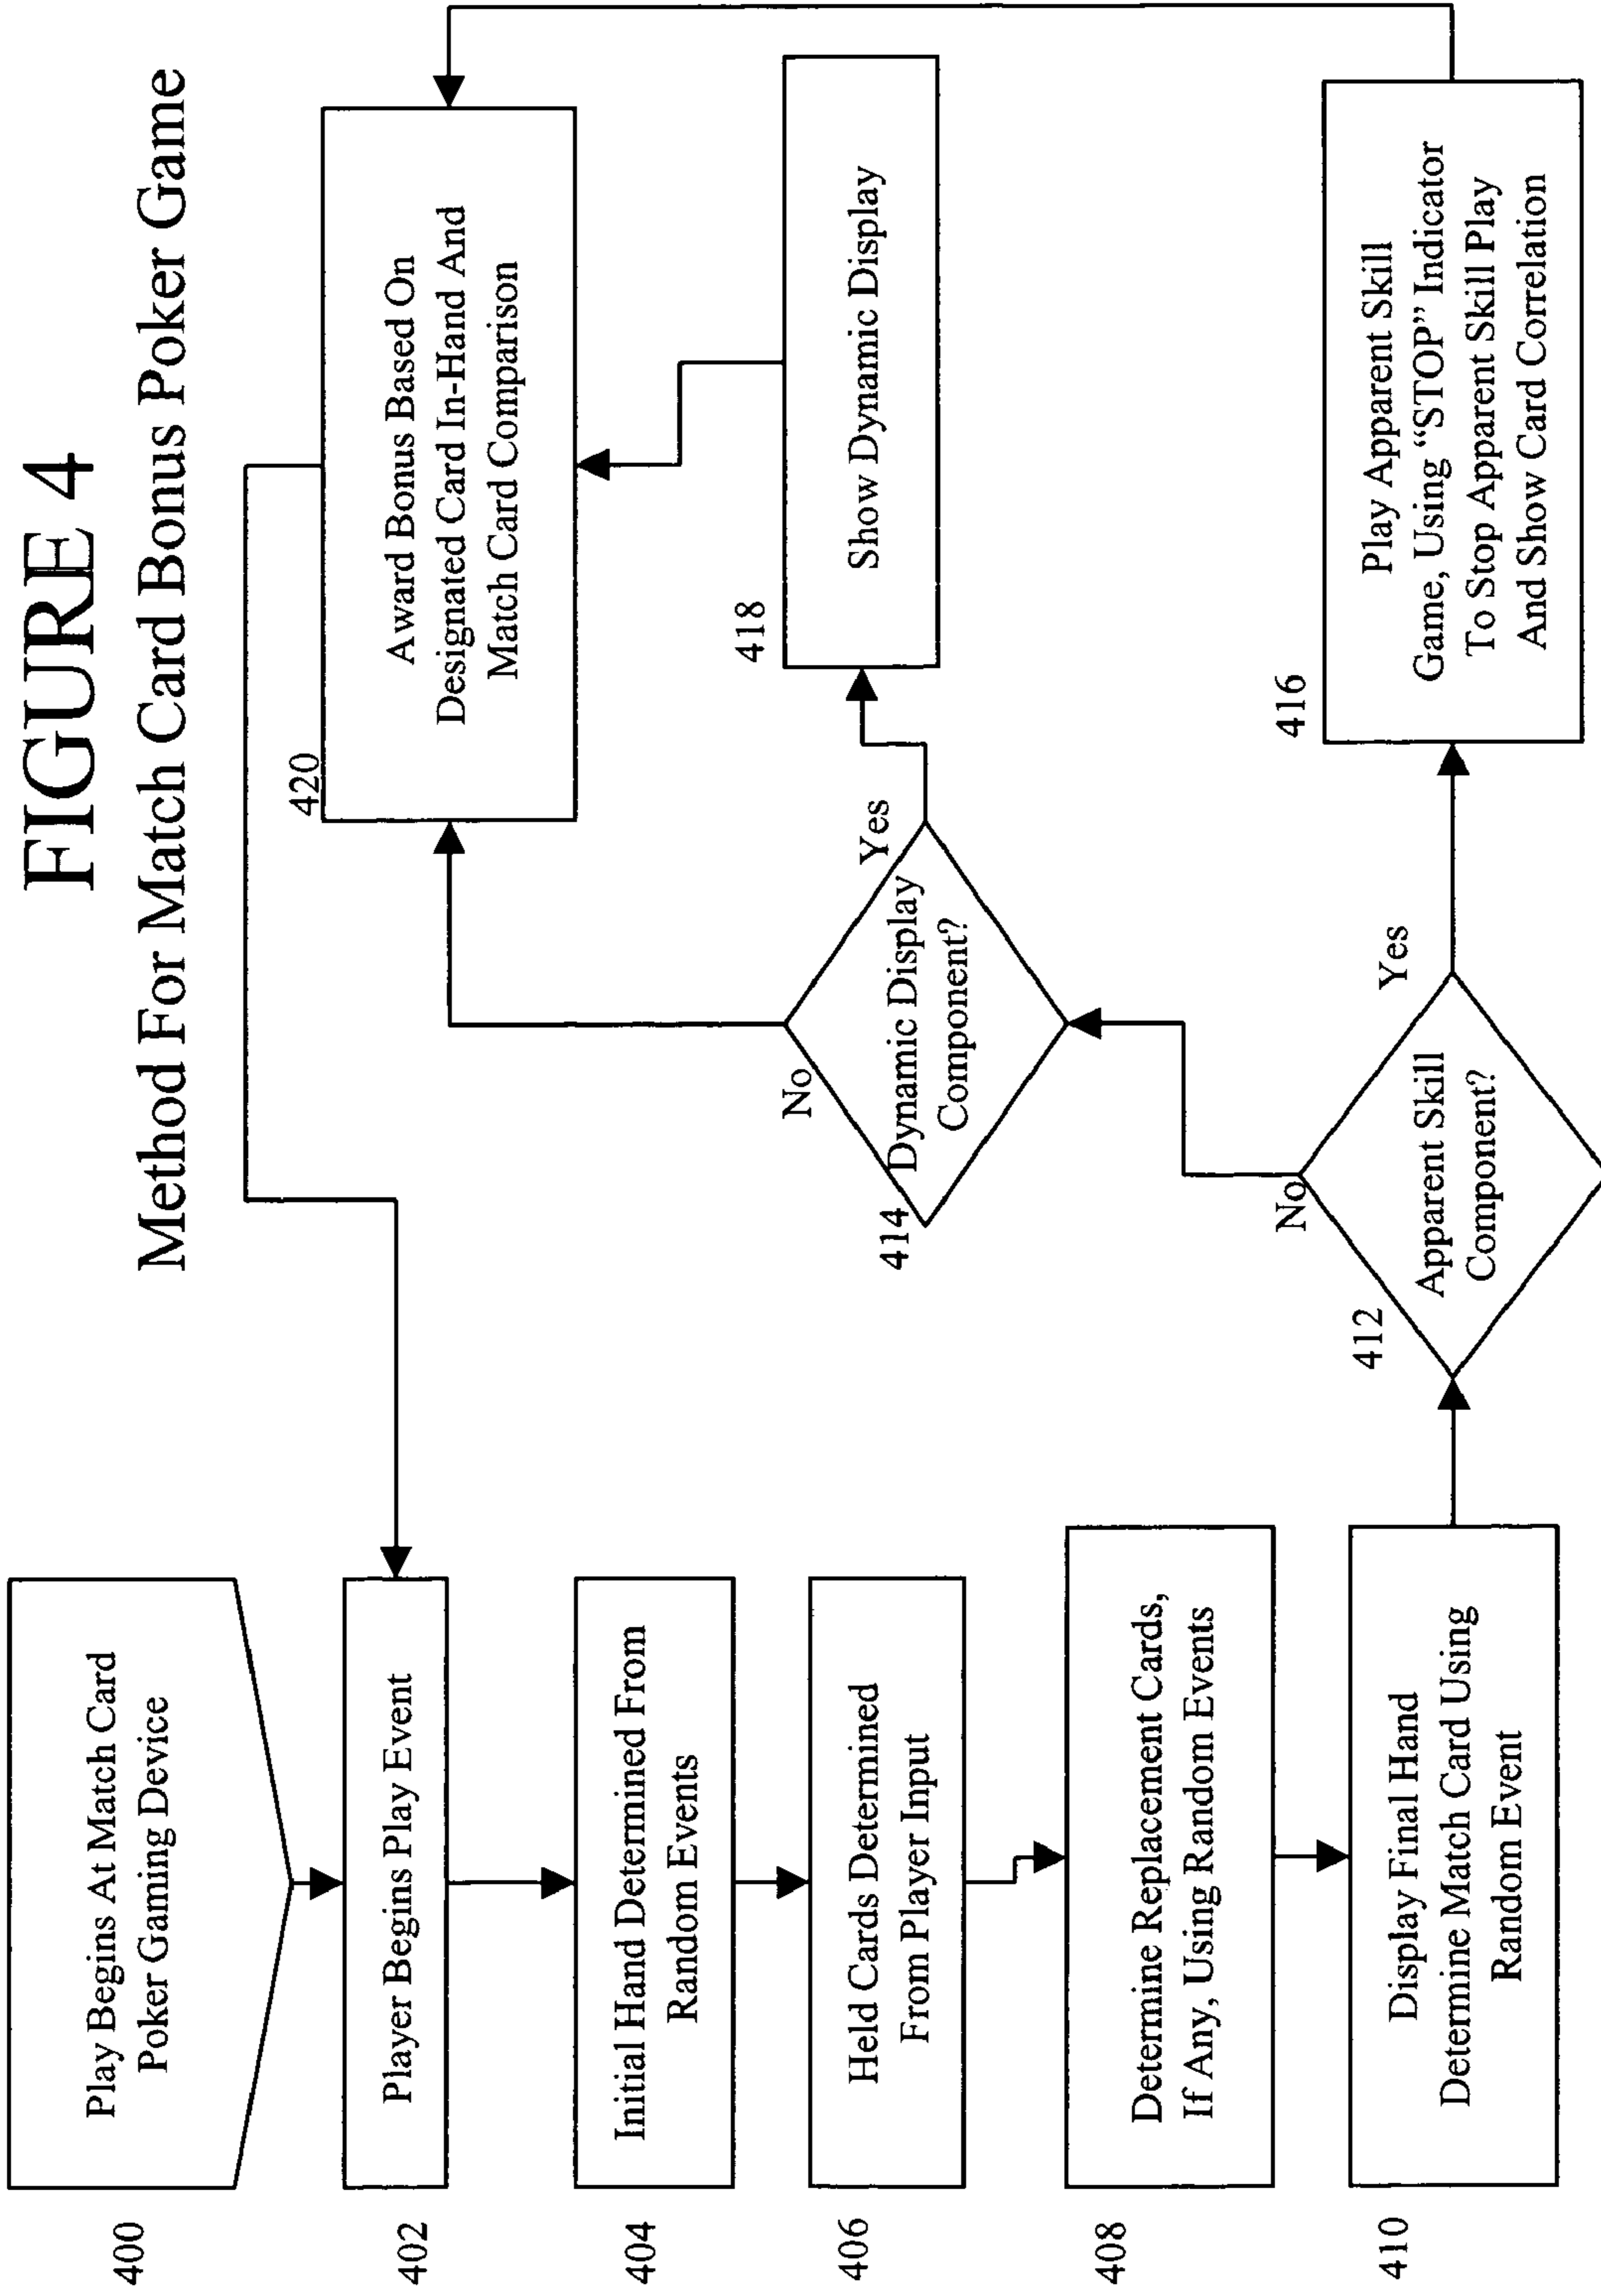 FIGURE 4
Method For Match Card Bonus Poker Game
400
Play Begins At Match Card
Poker Gaming Device
402
Player Begins Play Event
404
Initial Hand Determined From
Random Events
406
Held Cards Determined
From Player Input
408
Determine Replacement Cards,
If Any, Using Random Events
410
Display Final Hand
Determine Match Card Using
Random Event
412
Apparent Skill
Component?
No
Yes
414
Dynamic Display
Component?
No
Yes
416
Play Apparent Skill
Game, Using “STOP” Indicator
To Stop Apparent Skill Play
And Show Card Correlation
418
Show Dynamic Display
420
Award Bonus Based On
Designated Card In-Hand And
Match Card Comparison